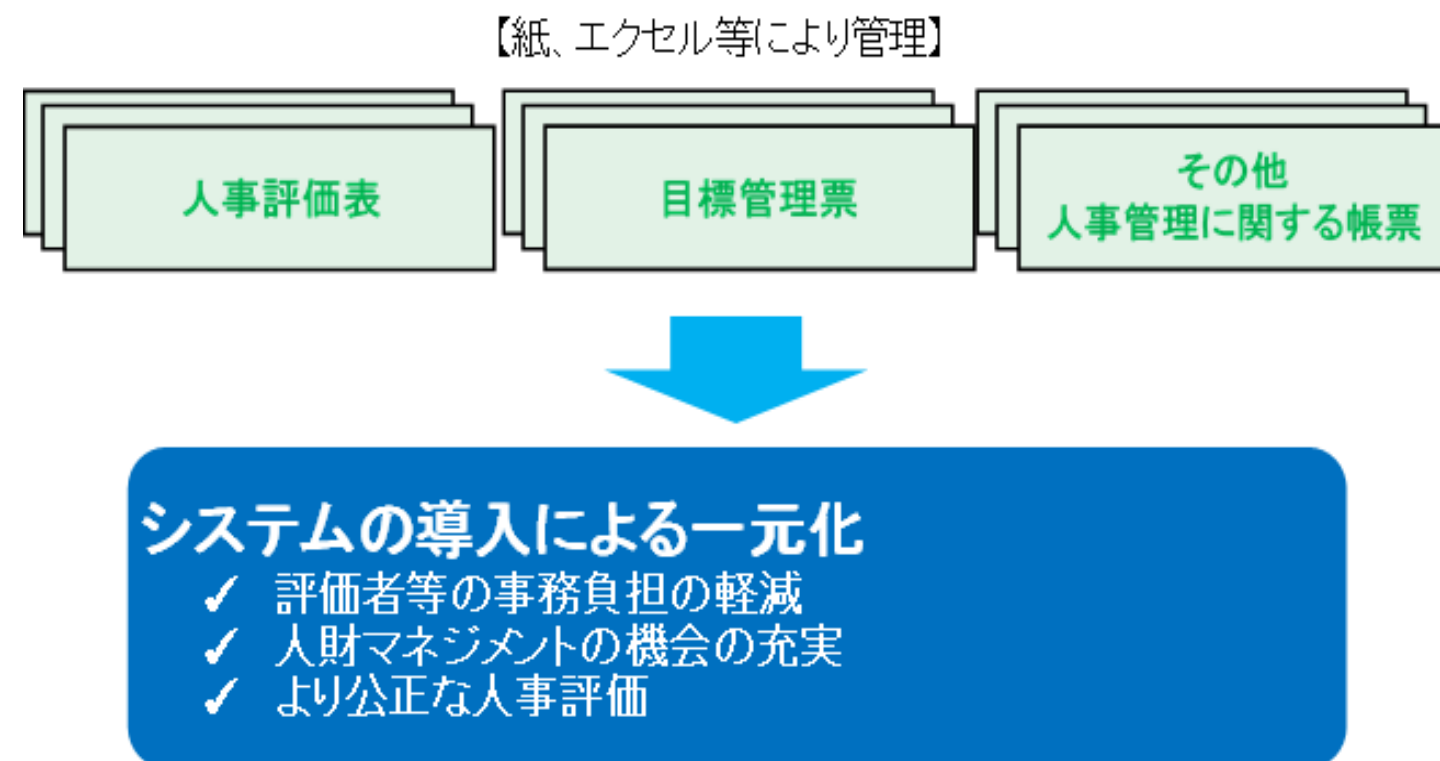 【紙、エクセル等により管理】
人事評価表
目標管理票
その他
人事管理に関する帳票
システムの導入による一元化
✓ 評価者等の事務負担の軽減
✓ 人財マネジメントの機会の充実
✓ より公正な人事評価